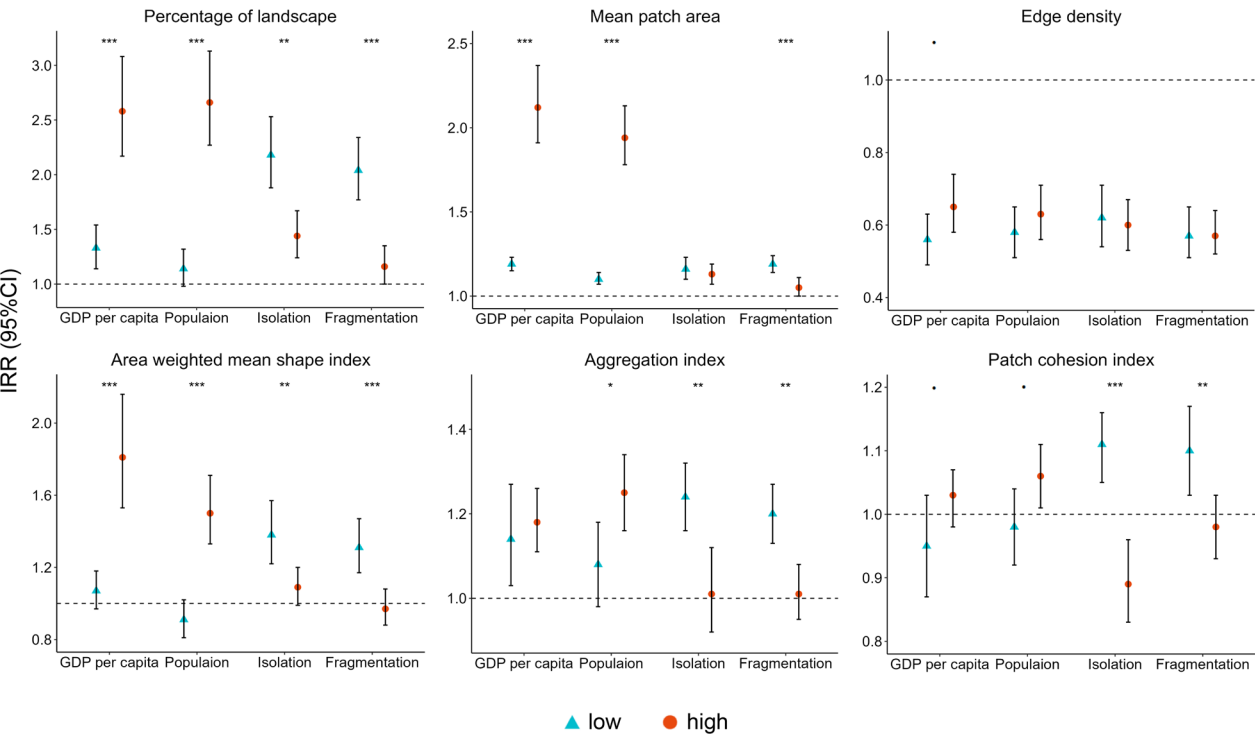 IRR (95%CI)
Percentage of landscape
*** *** ** ***
3.0
2.5
2.0
1.5
1.0
GDP per capita Populaion Isolation Fragmentation
Mean patch area
*** *** ***
2.5
2.0
1.5
1.0
GDP per capita Populaion Isolation Fragmentation
Edge density
•
1.0
0.8
0.6
0.4
GDP per capita Populaion Isolation Fragmentation
Area weighted mean shape index
*** *** ** ***
2.0
1.6
1.2
0.8
GDP per capita Populaion Isolation Fragmentation
Aggregation index
* ** **
1.4
1.2
1.0
GDP per capita Populaion Isolation Fragmentation
Patch cohesion index
• • *** **
1.2
1.1
1.0
0.9
0.8
GDP per capita Populaion Isolation Fragmentation
low high